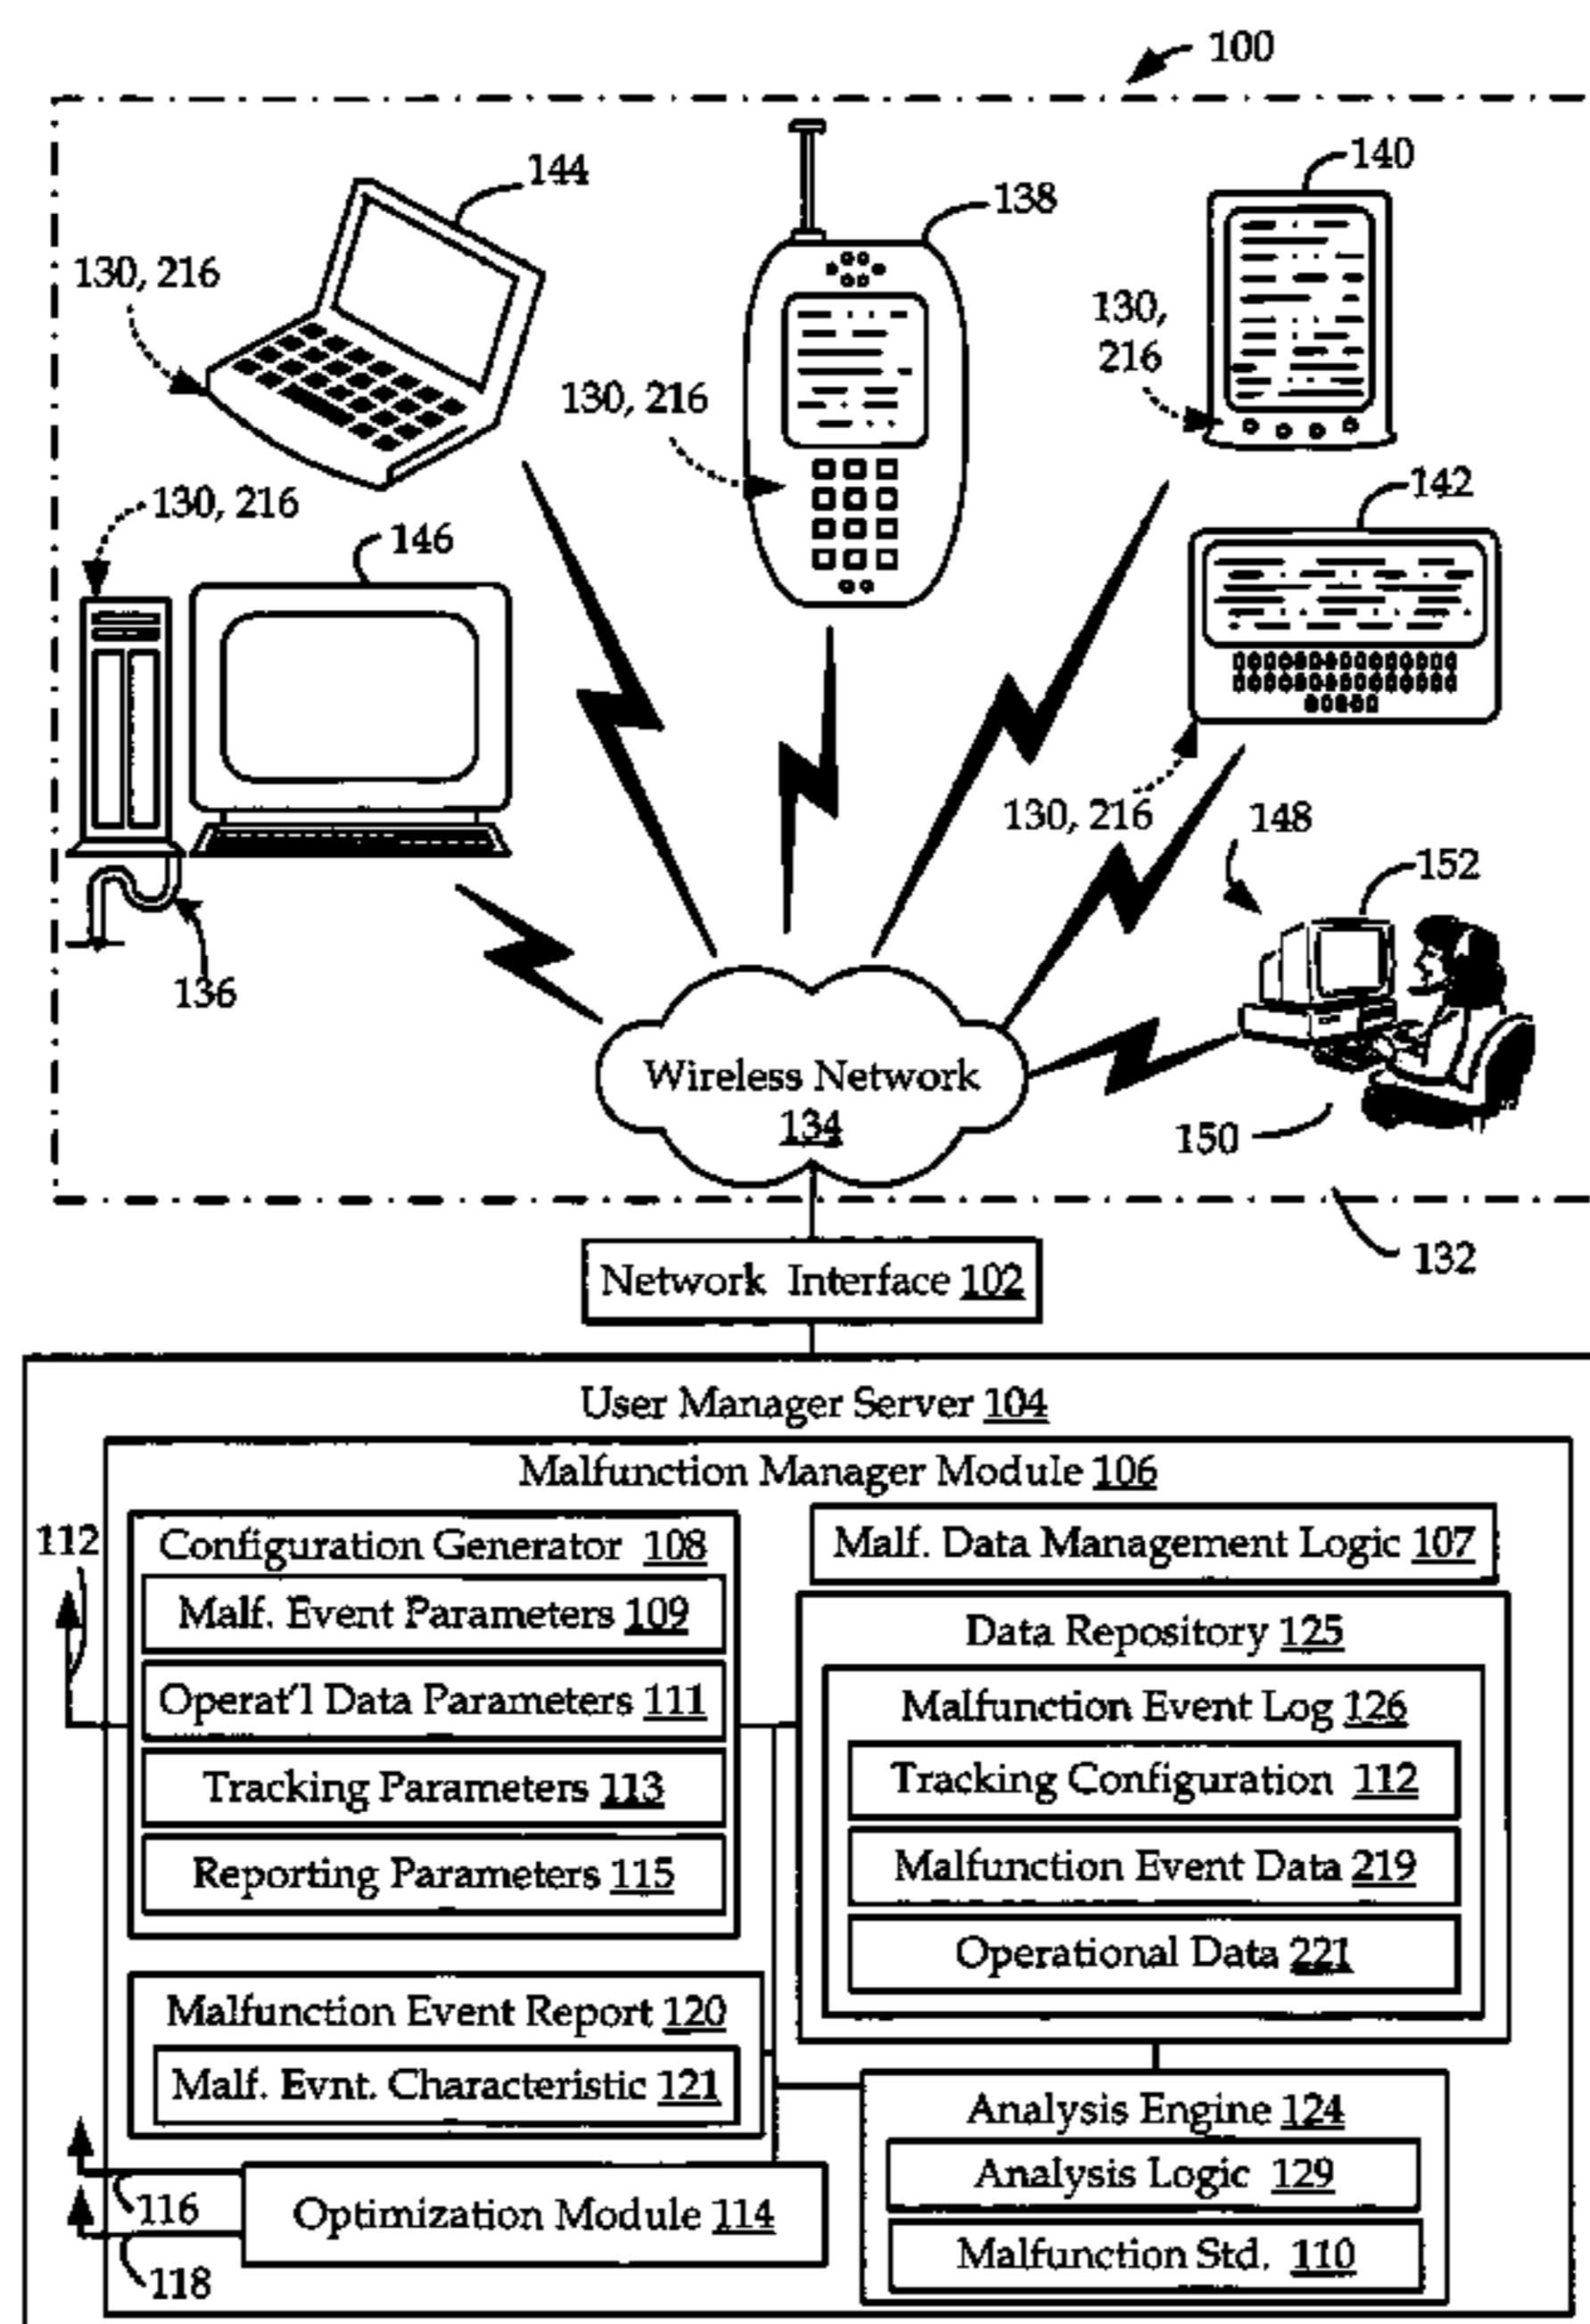 100
144
138
140
130, 216
130,
216
130, 216
142
130, 216
146
130, 216
148
152
136
Wireless Network
134
150
132
Network Interface 102
User Manager Server 104
Malfunction Manager Module 106
112
Configuration Generator 108
Malf. Event Parameters 109
Operat'l Data Parameters 111
Tracking Parameters 113
Reporting Parameters 115
Malf. Data Management Logic 107
Data Repository 125
Malfunction Event Log 126
Tracking Configuration 112
Malfunction Event Data 219
Operational Data 221
Malfunction Event Report 120
Malf. Evnt. Characteristic 121
Analysis Engine 124
Analysis Logic 129
Malfunction Std. 110
116
Optimization Module 114
118